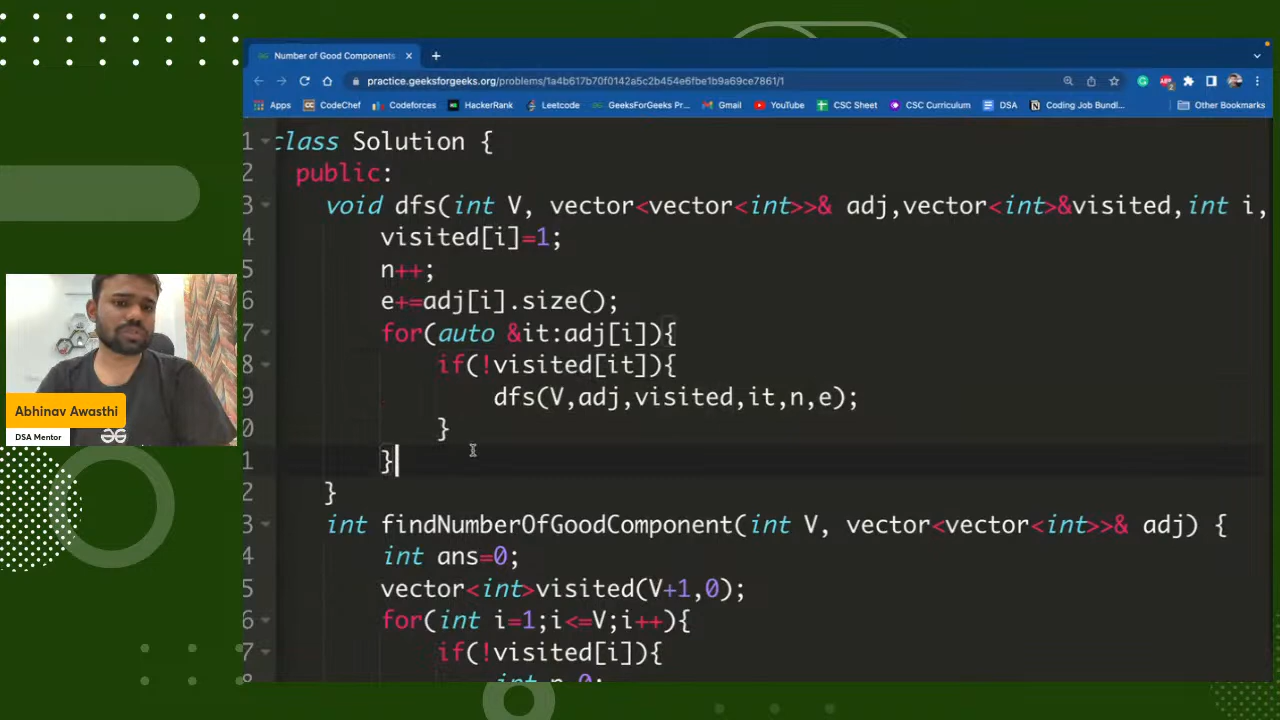 Number of Good Components
practice.geeksforgeeks.org/problems/1a4b617b70f0142a5c2b454e6fbe1b9a69ce7861/1
Apps CodeChef Codeforces HackerRank Leetcode GeeksForGeeks Pr... Gmail YouTube CSC Sheet CSC Curriculum DSA Coding Job Bundl... Other Bookmarks
1 class Solution {
2 public:
3 void dfs(int V, vector<vector<int>>& adj,vector<int>&visited,int i,
4 visited[i]=1;
5 n++;
6 e+=adj[i].size();
7 for(auto &it:adj[i]){
8 if(!visited[it]){
9 dfs(V,adj,visited,it,n,e);
0 }
1 }
2 }
3 int findNumberOfGoodComponent(int V, vector<vector<int>>& adj) {
4 int ans=0;
5 vector<int>visited(V+1,0);
6 for(int i=1;i<=V;i++){
7 if(!visited[i]){
8 int n=0;
Abhinav Awasthi
DSA Mentor